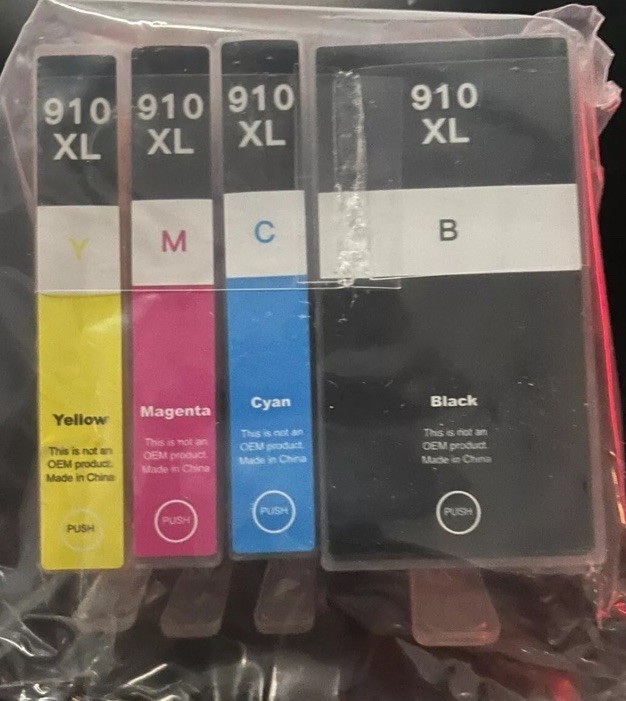 910
XL
Y
Yellow
This is not an
OEM product.
Made in China
PUSH
910
XL
M
Magenta
This is not an
OEM product.
Made in China
PUSH
910
XL
C
Cyan
This is not an
OEM product.
Made in China
PUSH
910
XL
B
Black
This is not an
OEM product.
Made in China
PUSH